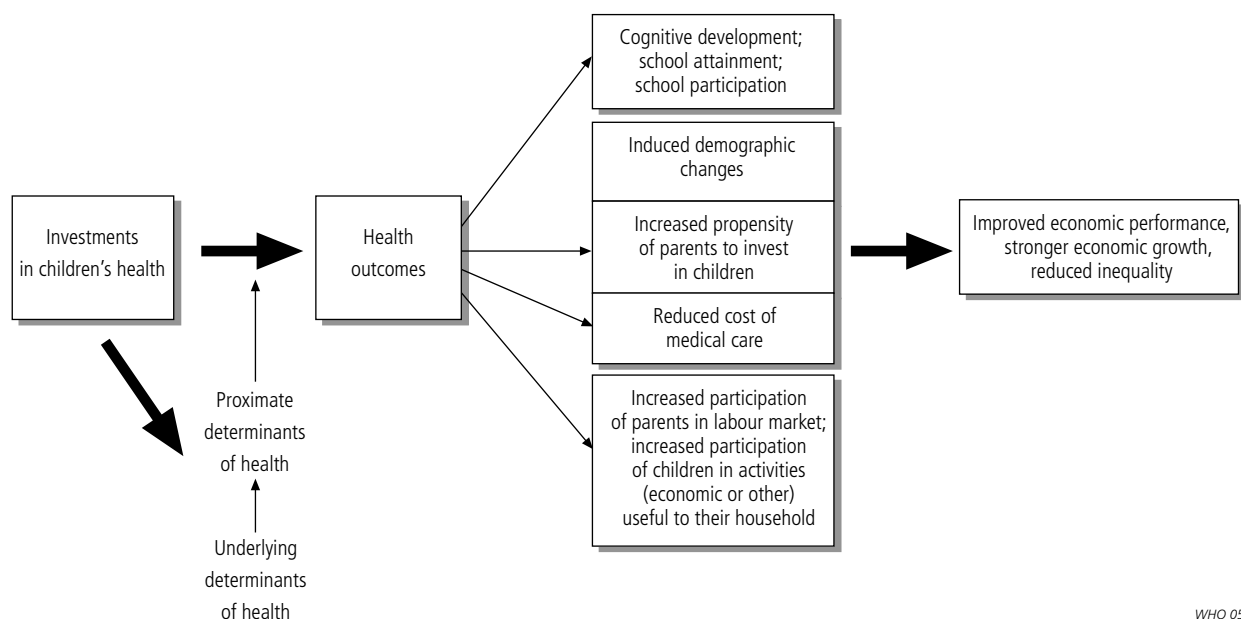 Cognitive development;
school attainment;
school participation
Induced demographic
changes
Investments
in children's health
Health
outcomes
Increased propensity
of parents to invest
in children
Improved economic performance,
stronger economic growth,
reduced inequality
Reduced cost of
medical care
Proximate
determinants
of health
Increased participation
of parents in labour market;
increased participation
of children in activities
(economic or other)
useful to their household
Underlying
determinants
of health
WHO 05